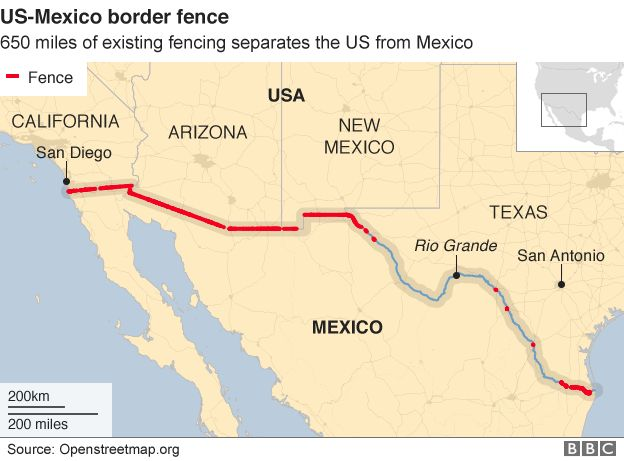 US-Mexico border fence
650 miles of existing fencing separates the US from Mexico
Fence
USA
CALIFORNIA
ARIZONA
NEW
MEXICO
San Diego
TEXAS
Rio Grande
San Antonio
MEXICO
200km
200 miles
Source: Openstreetmap.org
BBC